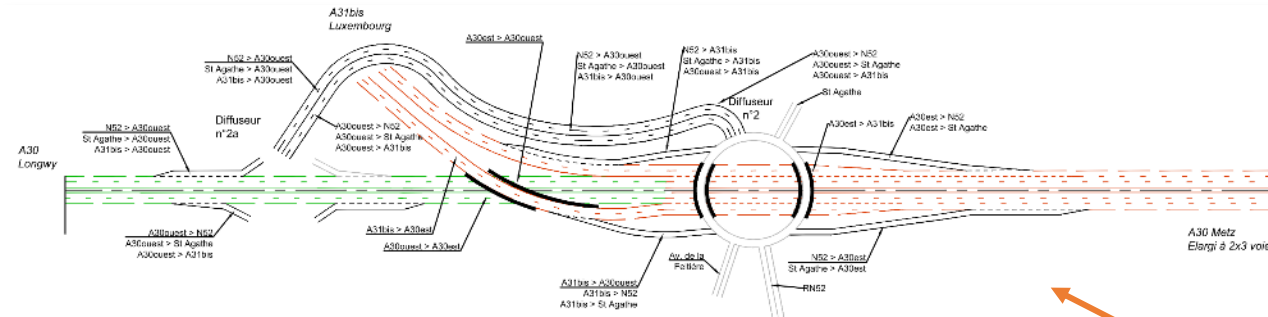 A31bis
Luxembourg
A30est > A30ouest
N52 > A30ouest
St Agathe > A30ouest
A31bis > A30ouest
N52 > A30ouest
St Agathe > A30ouest
A31bis > A30ouest
N52 > A31bis
St Agathe > A31bis
A30ouest > A31bis
A30ouest > N52
A30ouest > St Agathe
A30ouest > A31bis
St Agathe
Diffuseur
n°2a
Diffuseur
n°2
A30ouest > N52
A30ouest > St Agathe
A30ouest > A31bis
A30est > A31bis
A30est > N52
A30est > St Agathe
N52 > A30ouest
St Agathe > A30ouest
A31bis > A30ouest
A30
Longwy
A30ouest > N52
A30ouest > St Agathe
A30ouest > A31bis
A31bis > A30est
A30ouest > A30est
A31bis > A30ouest
A31bis > N52
A31bis > St Agathe
Av. de la
Feltière
RN52
N52 > A30est
St Agathe > A30est
A30 Metz
Elargi à 2x3 voie